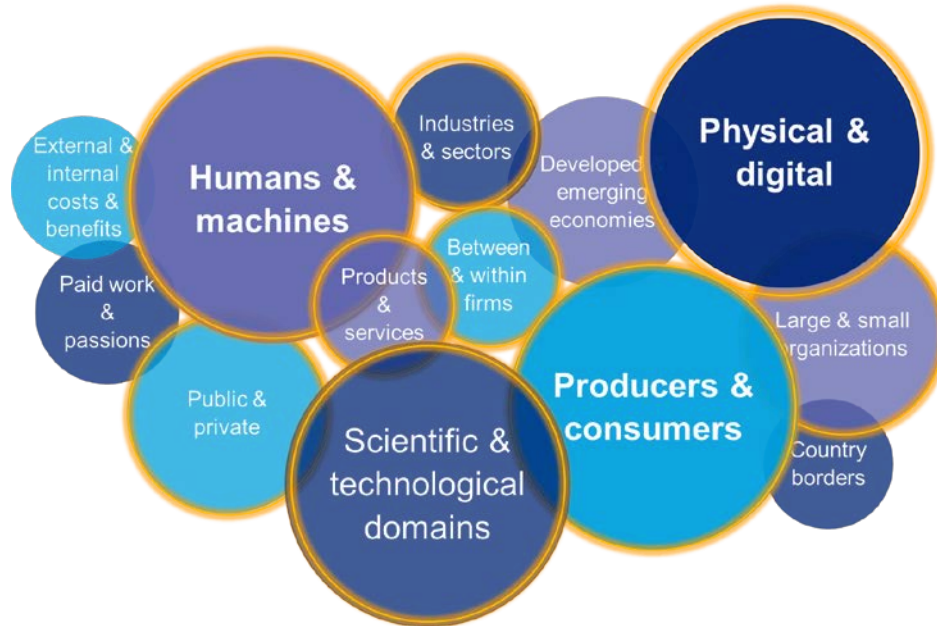 External &
internal
costs &
benefits
Humans &
machines
Industries
& sectors
Developed
emerging
economies
Physical &
digital
Paid work
&
passions
Products
&
services
Between
& within
firms
Large & small
organizations
Public &
private
Scientific &
technological
domains
Producers &
consumers
Country
borders